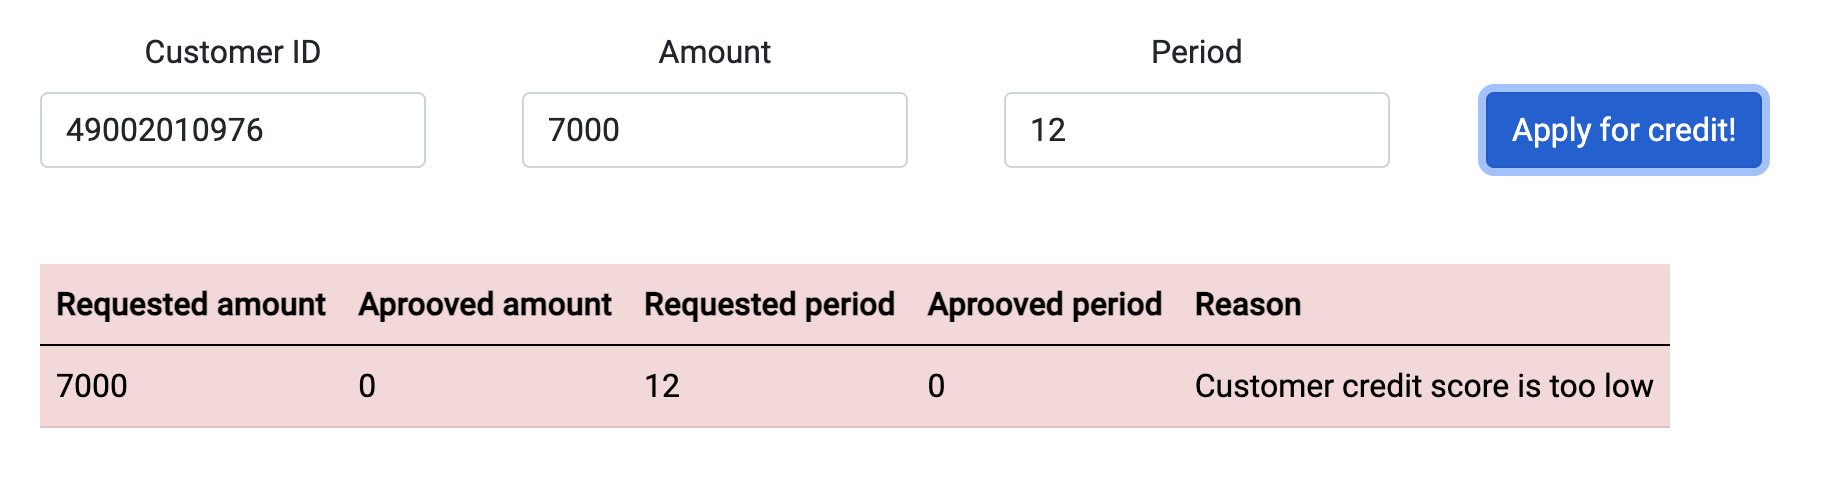 Customer ID Amount Period
49002010976 7000 12 Apply for credit!
Requested amount Aprooved amount Requested period Aprooved period Reason
7000 0 12 0 Customer credit score is too low